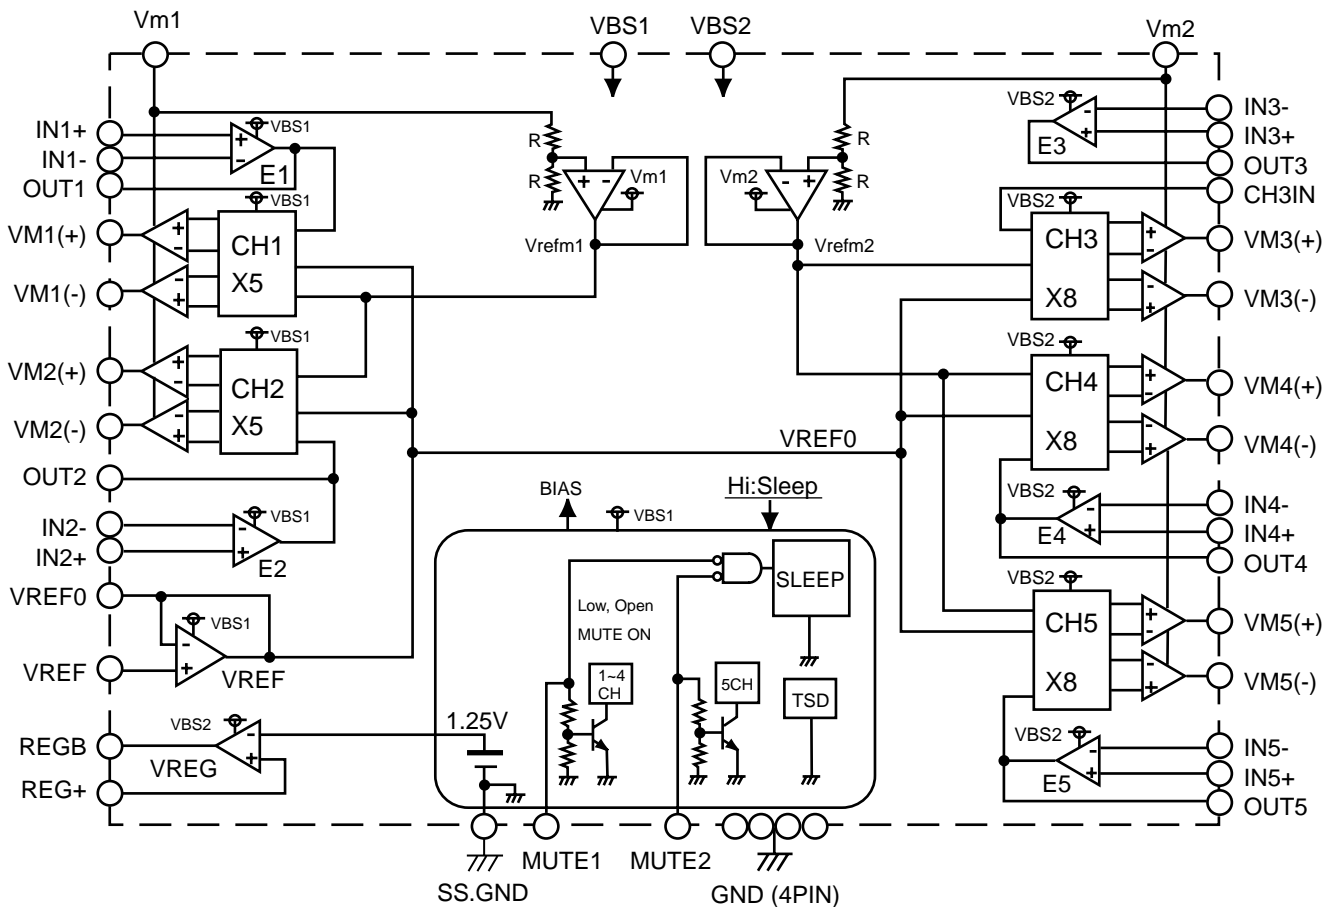 Vm1
VBS1
VBS2
Vm2
IN1+
IN1-
OUT1
VM1(+)
VM1(-)
VM2(+)
VM2(-)
OUT2
IN2-
IN2+
VREF0
VREF
REGB
REG+
+
-
VBS1
E1
VBS1
CH1
X5
+
-
-
+
VBS1
CH2
X5
+
-
-
+
VBS1
-
+
E2
VBS1
-
+
VREF
VBS2
-
+
VREG
1.25V
R
R
+
-
Vm1
Vrefm1
R
R
-
+
Vm2
Vrefm2
VREF0
BIAS
VBS1
Hi:Sleep
SLEEP
Low, Open
MUTE ON
1~4
CH
5CH
TSD
VBS2
-
+
E3
VBS2
CH3
X8
+
-
-
+
VBS2
CH4
X8
+
-
-
+
VBS2
-
+
E4
VBS2
CH5
X8
+
-
-
+
VBS2
-
+
E5
IN3-
IN3+
OUT3
CH3IN
VM3(+)
VM3(-)
VM4(+)
VM4(-)
IN4-
IN4+
OUT4
VM5(+)
VM5(-)
IN5-
IN5+
OUT5
SS.GND
MUTE1
MUTE2
GND (4PIN)